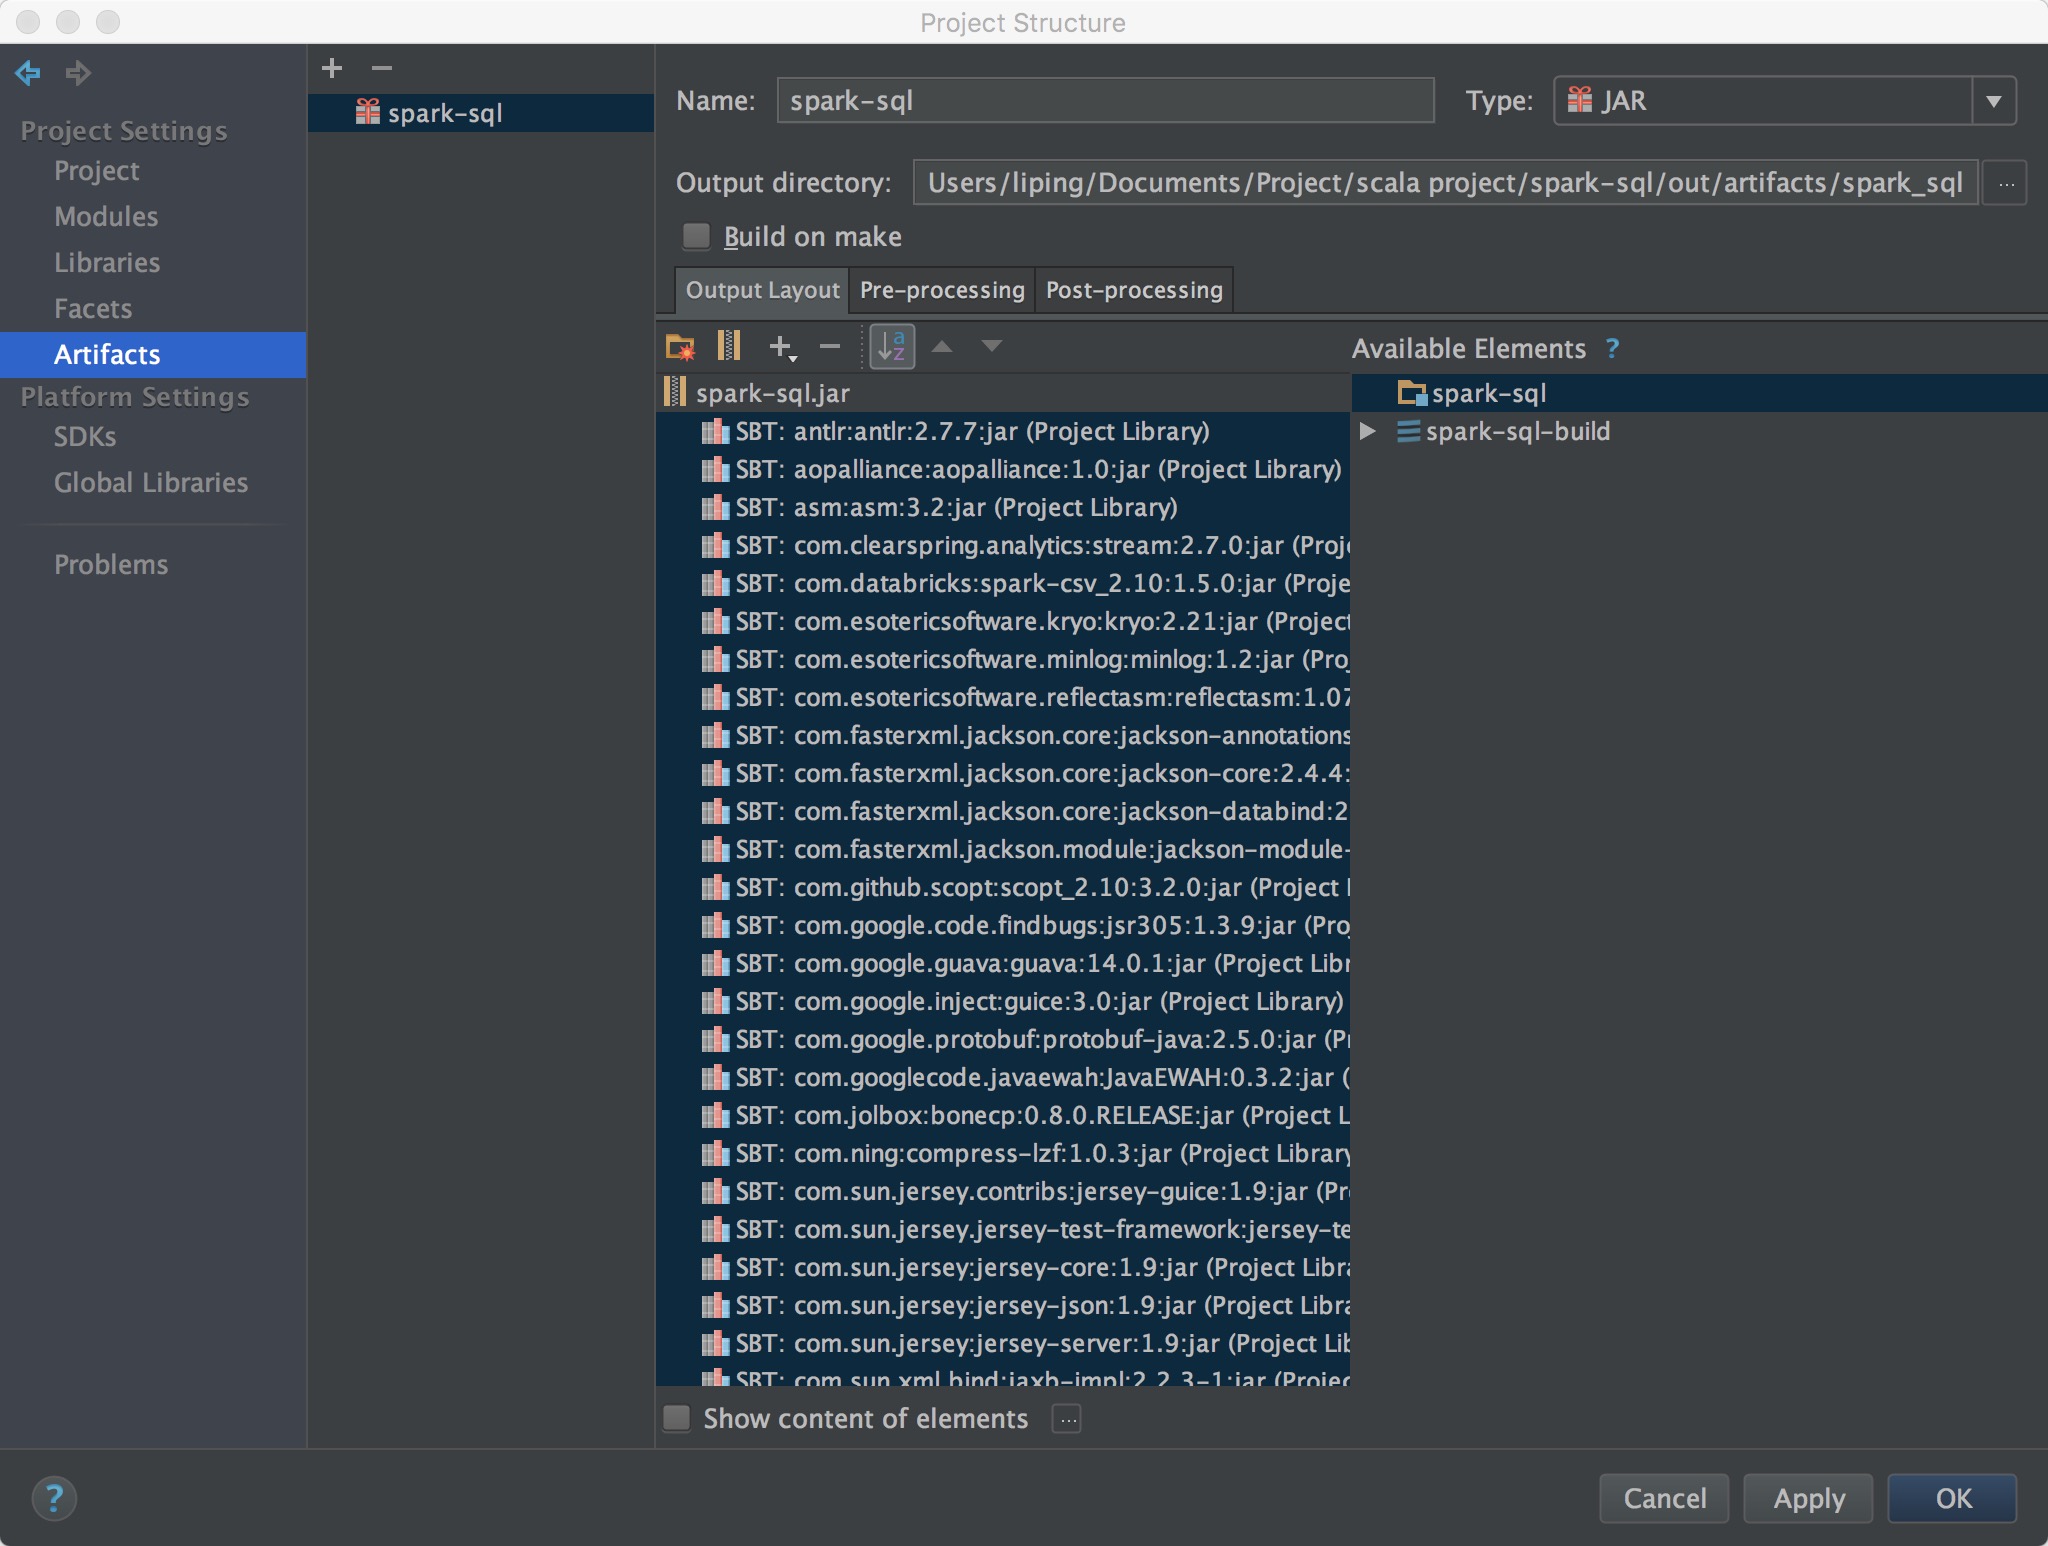 Project Structure
Project Settings
Project
Modules
Libraries
Facets
Artifacts
Platform Settings
SDKs
Global Libraries
Problems
spark-sql
Name: spark-sql Type: JAR
Output directory: Users/liping/Documents/Project/scala project/spark-sql/out/artifacts/spark_sql ...
Build on make
Output Layout Pre-processing Post-processing
Available Elements ?
spark-sql.jar
SBT: antlr:antlr:2.7.7:jar (Project Library)
SBT: aopalliance:aopalliance:1.0:jar (Project Library)
SBT: asm:asm:3.2:jar (Project Library)
SBT: com.clearspring.analytics:stream:2.7.0:jar (Proj
SBT: com.databricks:spark-csv_2.10:1.5.0:jar (Proje
SBT: com.esotericsoftware.kryo:kryo:2.21:jar (Project
SBT: com.esotericsoftware.minlog:minlog:1.2:jar (Pro
SBT: com.esotericsoftware.reflectasm:reflectasm:1.07
SBT: com.fasterxml.jackson.core:jackson-annotations
SBT: com.fasterxml.jackson.core:jackson-core:2.4.4:
SBT: com.fasterxml.jackson.core:jackson-databind:2
SBT: com.fasterxml.jackson.module:jackson-module-
SBT: com.github.scopt:scopt_2.10:3.2.0:jar (Project
SBT: com.google.code.findbugs:jsr305:1.3.9:jar (Pro
SBT: com.google.guava:guava:14.0.1:jar (Project Libr
SBT: com.google.inject:guice:3.0:jar (Project Library)
SBT: com.google.protobuf:protobuf-java:2.5.0:jar (P
SBT: com.googlecode.javaewah:JavaEWAH:0.3.2:jar (
SBT: com.jolbox:bonecp:0.8.0.RELEASE:jar (Project L
SBT: com.ning:compress-lzf:1.0.3:jar (Project Library
SBT: com.sun.jersey.contribs:jersey-guice:1.9:jar (Pr
SBT: com.sun.jersey.jersey-test-framework:jersey-te
SBT: com.sun.jersey:jersey-core:1.9:jar (Project Libra
SBT: com.sun.jersey:jersey-json:1.9:jar (Project Libra
SBT: com.sun.jersey:jersey-server:1.9:jar (Project Lib
SBT: com.sun.xml.bind:jaxb-impl:2.2.3-1:jar (Projec
spark-sql
spark-sql-build
Show content of elements ...
? Cancel Apply OK